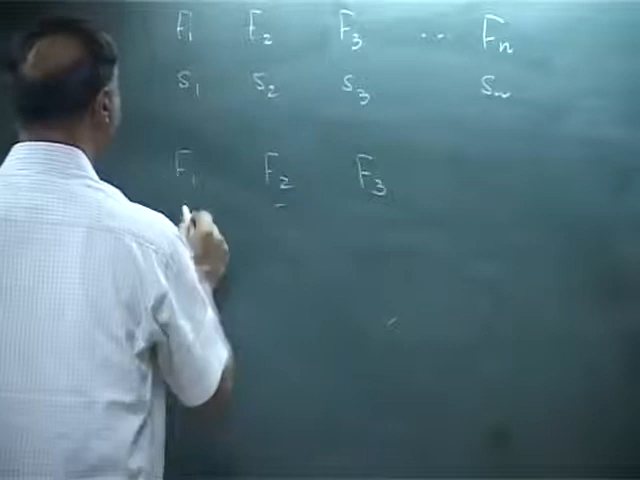 F₁ F₂ F₃ ... Fₙ
S₁ S₂ S₃ Sₙ
F₁ F₂ F₃